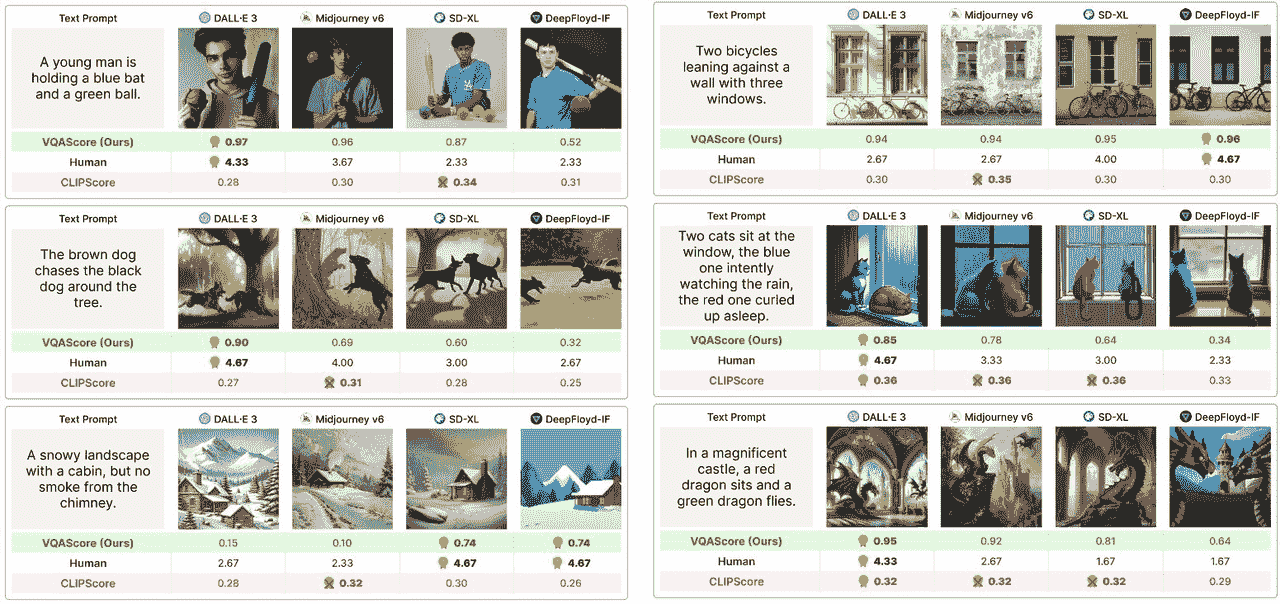 Text Prompt DALL·E 3 Midjourney v6 SD-XL DeepFloyd-IF
A young man is
holding a blue bat
and a green ball.
VQAScore (Ours) 0.97 0.96 0.87 0.52
Human 4.33 3.67 2.33 2.33
CLIPScore 0.28 0.30 0.34 0.31
Text Prompt DALL·E 3 Midjourney v6 SD-XL DeepFloyd-IF
The brown dog
chases the black
dog around the
tree.
VQAScore (Ours) 0.90 0.69 0.60 0.32
Human 4.67 4.00 3.00 2.67
CLIPScore 0.27 0.31 0.28 0.25
Text Prompt DALL·E 3 Midjourney v6 SD-XL DeepFloyd-IF
A snowy landscape
with a cabin, but no
smoke from the
chimney.
VQAScore (Ours) 0.15 0.10 0.74 0.74
Human 2.67 2.33 4.67 4.67
CLIPScore 0.28 0.32 0.30 0.26
Text Prompt DALL·E 3 Midjourney v6 SD-XL DeepFloyd-IF
Two bicycles
leaning against a
wall with three
windows.
VQAScore (Ours) 0.94 0.94 0.95 0.96
Human 2.67 2.67 4.00 4.67
CLIPScore 0.30 0.35 0.30 0.30
Text Prompt DALL·E 3 Midjourney v6 SD-XL DeepFloyd-IF
Two cats sit at the
window, the blue
one intently
watching the rain,
the red one curled
up asleep.
VQAScore (Ours) 0.85 0.78 0.64 0.34
Human 4.67 3.33 3.00 2.33
CLIPScore 0.36 0.36 0.36 0.33
Text Prompt DALL·E 3 Midjourney v6 SD-XL DeepFloyd-IF
In a magnificent
castle, a red
dragon sits and a
green dragon flies.
VQAScore (Ours) 0.95 0.92 0.81 0.64
Human 4.33 2.67 1.67 1.67
CLIPScore 0.32 0.32 0.32 0.29